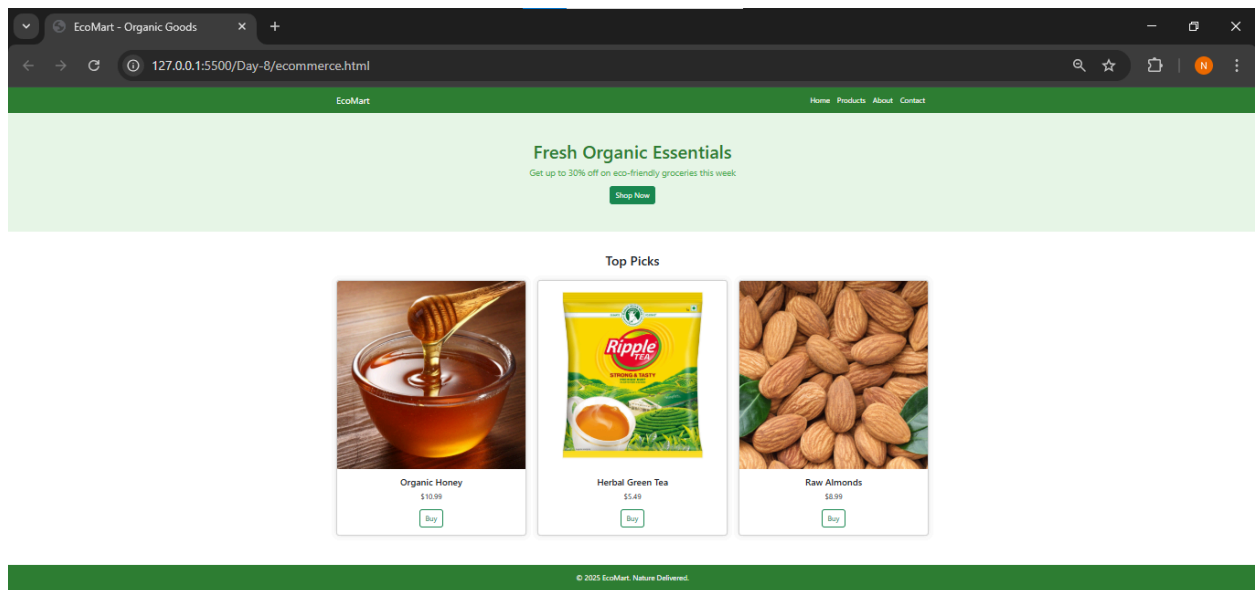 EcoMart - Organic Goods
127.0.0.1:5500/Day-8/ecommerce.html
N
EcoMart
Home Products About Contact
Fresh Organic Essentials
Get up to 30% off on eco-friendly groceries this week
Shop Now
Top Picks
Ripple
TEA
STRONG & TASTY
Organic Honey
$10.99
Buy
Herbal Green Tea
$5.49
Buy
Raw Almonds
$8.99
Buy
© 2025 EcoMart. Nature Delivered.